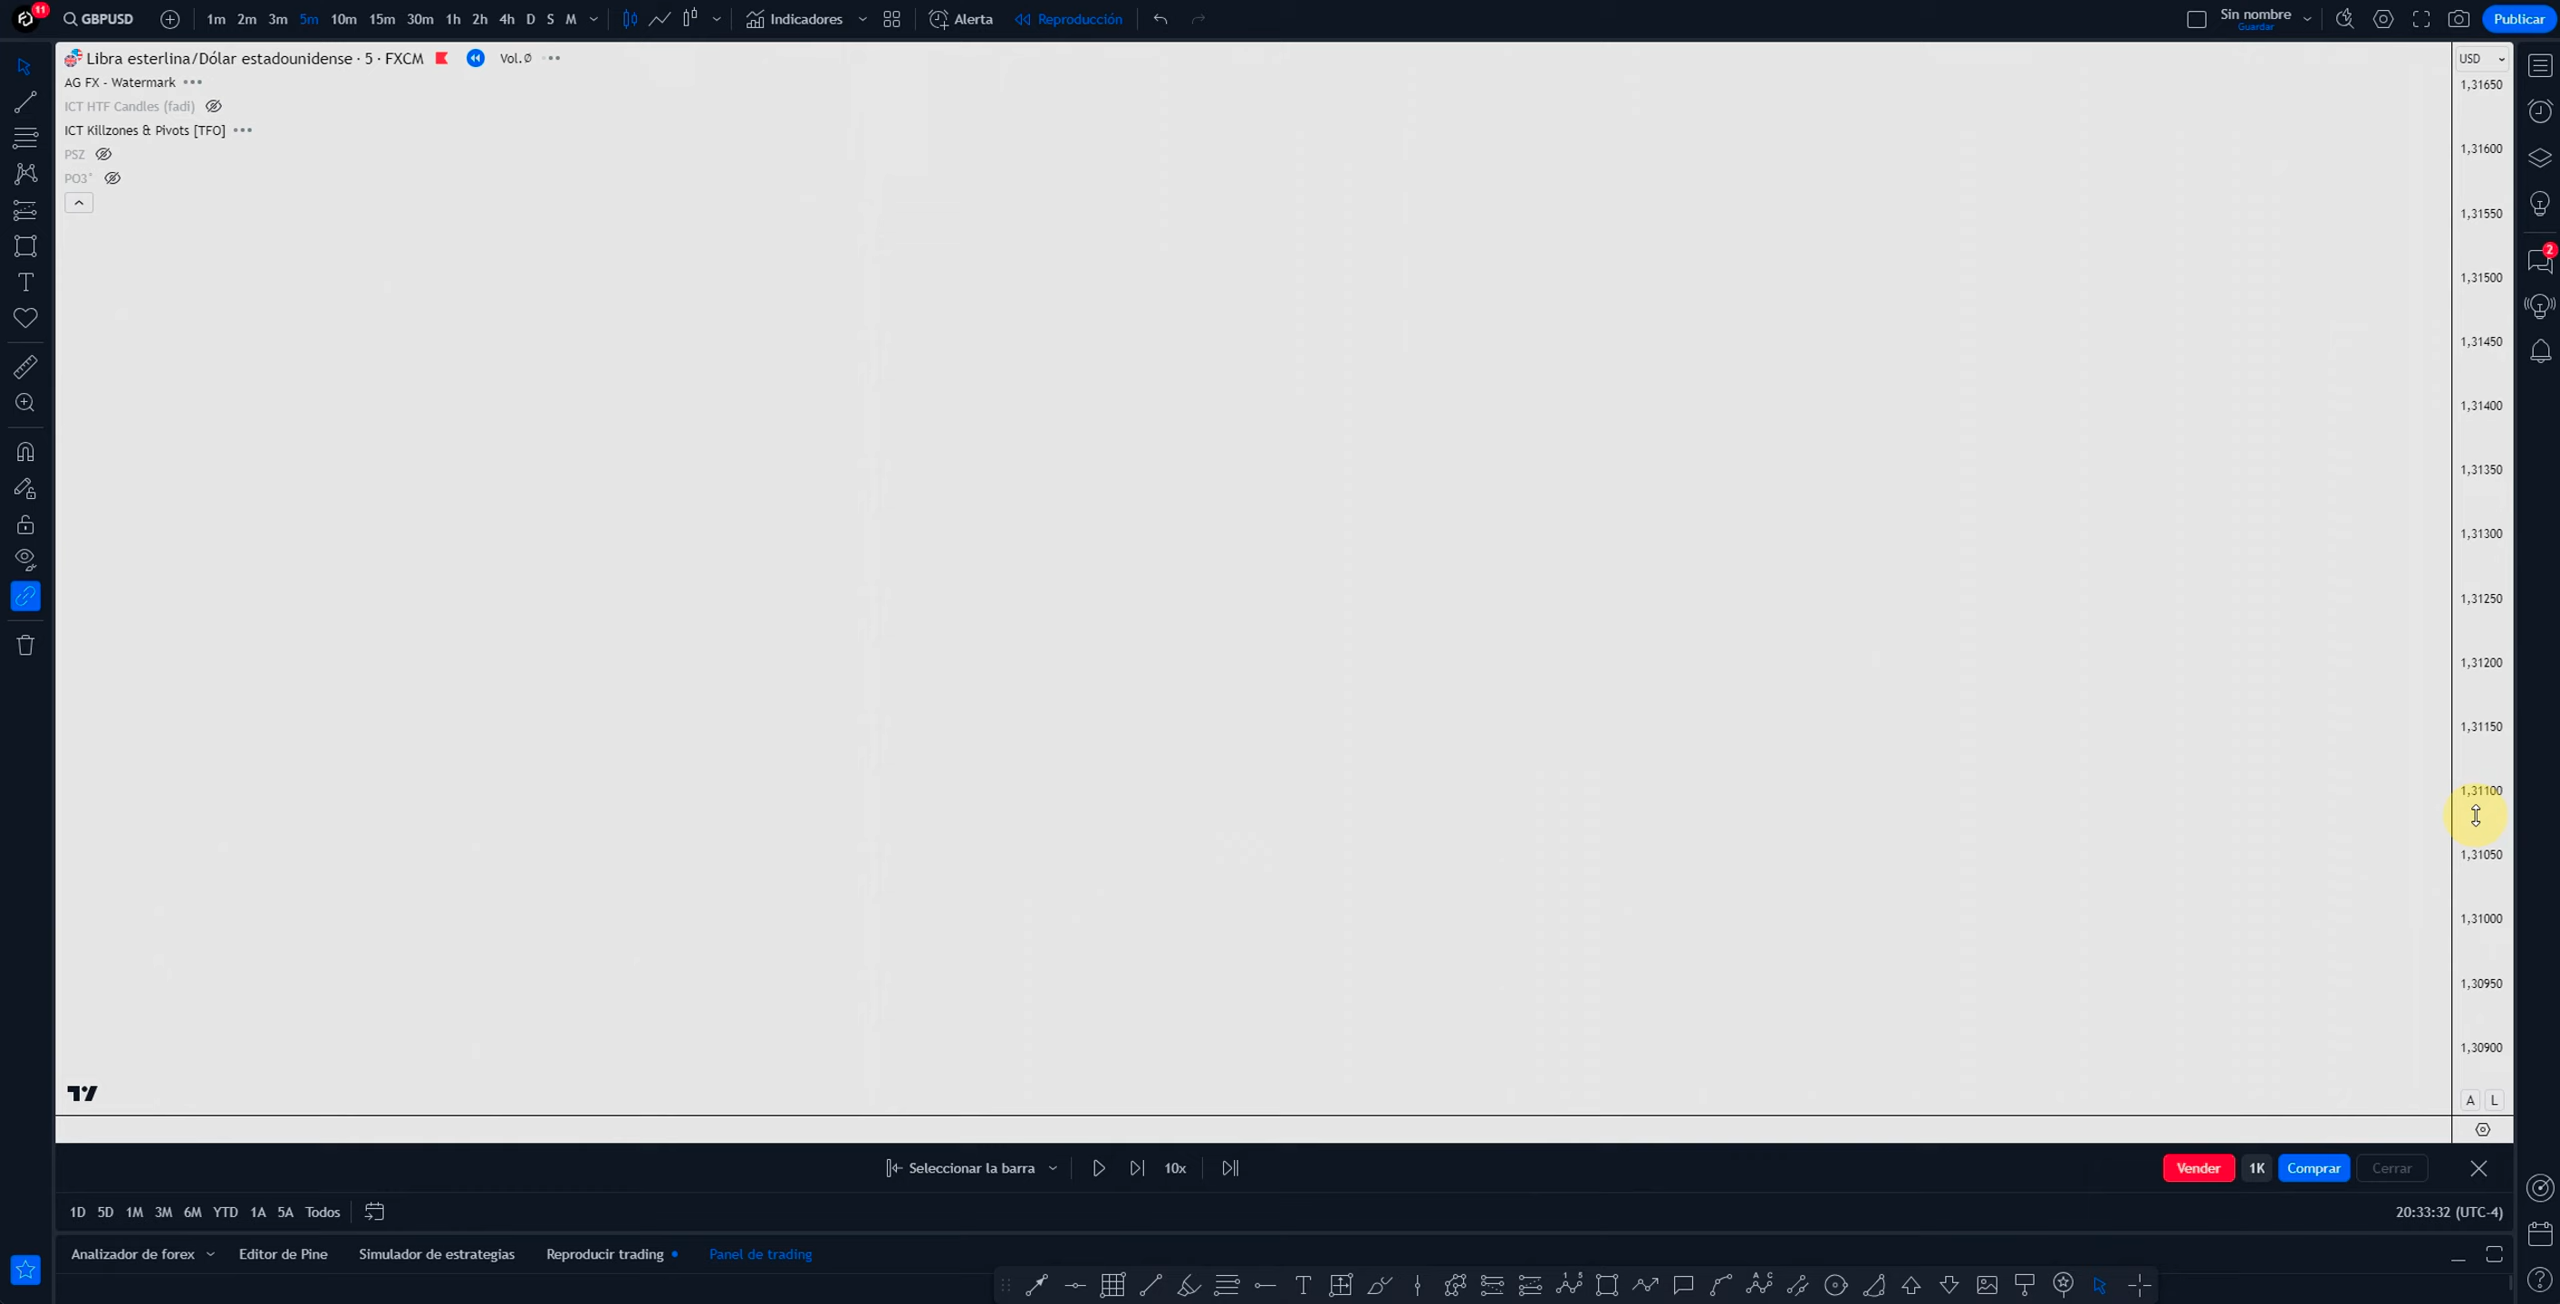 11
GBPUSD
1m 2m 3m 5m 10m 15m 30m 1h 2h 4h D S M
Indicadores
Alerta
Reproducción
Sin nombre
Guardar
Publicar
Libra esterlina/Dólar estadounidense · 5 · FXCM
Vol. Ø
USD
AG FX - Watermark
ICT HTF Candles (fadi)
ICT Killzones & Pivots [TFO]
PSZ
PO3*
1,31650
1,31600
1,31550
1,31500
1,31450
1,31400
1,31350
1,31300
1,31250
1,31200
1,31150
1,31100
1,31050
1,31000
1,30950
1,30900
2
A L
Seleccionar la barra
10x
Vender
1K
Comprar
Cerrar
1D 5D 1M 3M 6M YTD 1A 5A Todos
20:33:32 (UTC-4)
Analizador de forex
Editor de Pine
Simulador de estrategias
Reproducir trading
Panel de trading